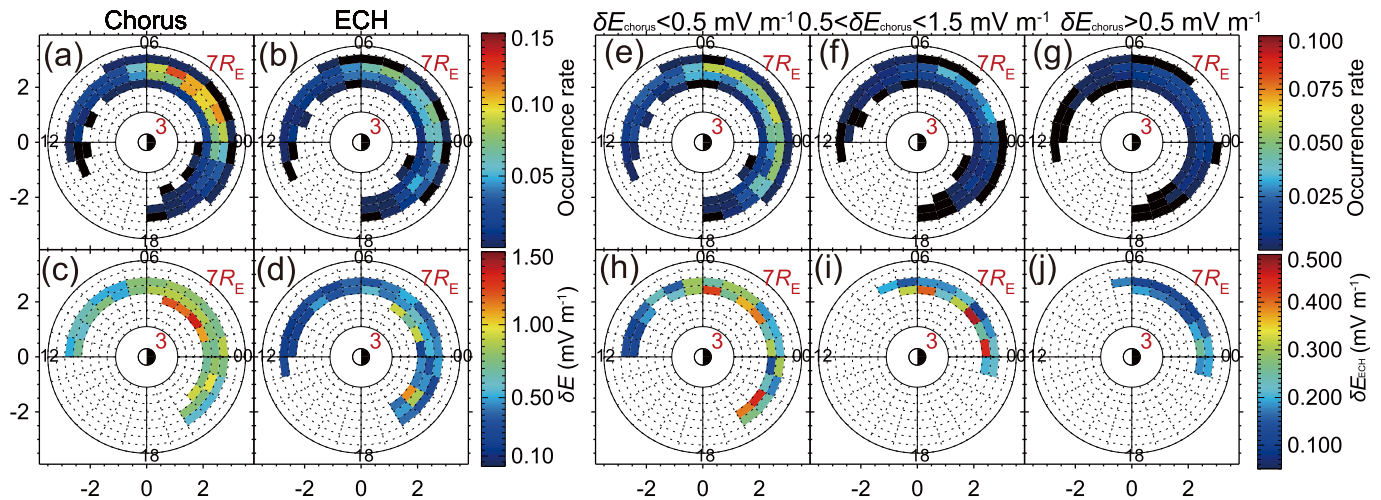 Chorus
ECH
δEchorus<0.5 mV m⁻¹
0.5<δEchorus<1.5 mV m⁻¹
δEchorus>0.5 mV m⁻¹
(a)
06
7RE
3
12
00
18
(b)
06
7RE
3
12
00
18
0.15
0.10
0.05
Occurrence rate
(e)
06
7RE
3
12
00
18
(f)
06
7RE
3
12
00
18
(g)
06
7RE
3
12
00
18
0.100
0.075
0.050
0.025
Occurrence rate
2
0
-2
(c)
06
7RE
3
12
00
18
(d)
06
7RE
3
12
00
18
1.50
1.00
0.50
0.10
δE (mV m⁻¹)
(h)
06
7RE
3
12
00
18
(i)
06
7RE
3
12
00
18
(j)
06
7RE
3
12
00
18
0.500
0.400
0.300
0.200
0.100
δEECH (mV m⁻¹)
2
0
-2
-2 0 2 -2 0 2 -2 0 2 -2 0 2 -2 0 2